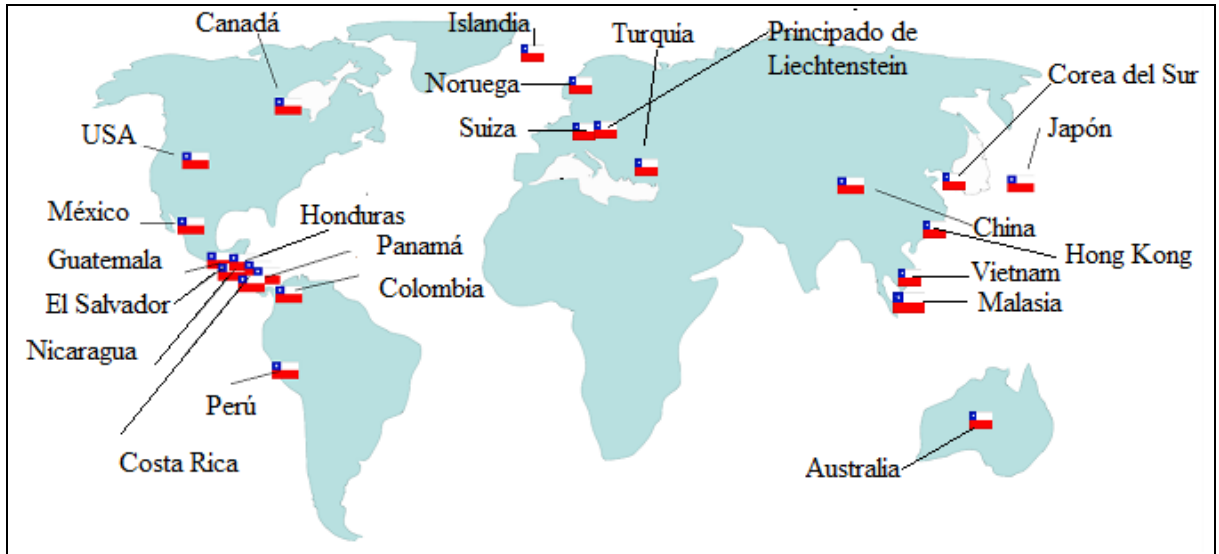 Canadá
Islandia
Turquia
Principado de
Liechtenstein
Noruega
Corea del Sur
Suiza
USA
Japón
México
Honduras
China
Guatemala
Panamá
Hong Kong
El Salvador
Colombia
Vietnam
Malasia
Nicaragua
Perú
Costa Rica
Australia